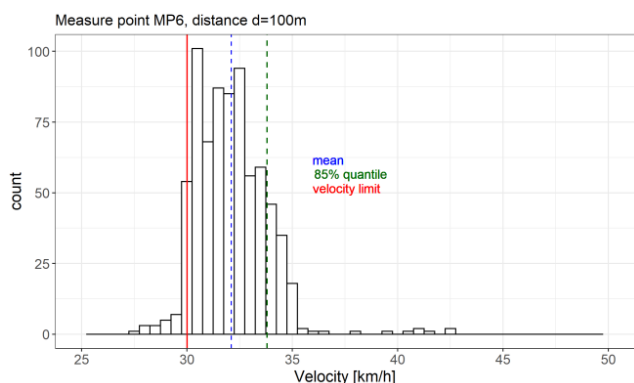 Measure point MP6, distance d=100m
100
75
50
25
0
count
mean
85% quantile
velocity limit
25 30 35 40 45 50
Velocity [km/h]